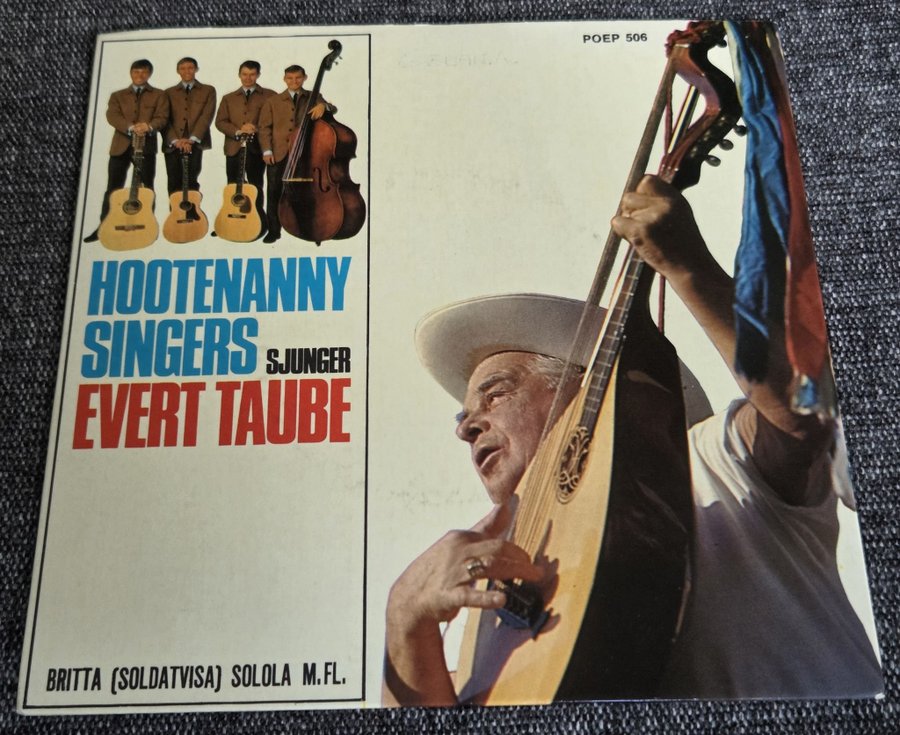 POEP 506
HOOTENANNY
SINGERS SJUNGER
EVERT TAUBE
BRITTA (SOLDATVISA) SOLOLA M.FL.